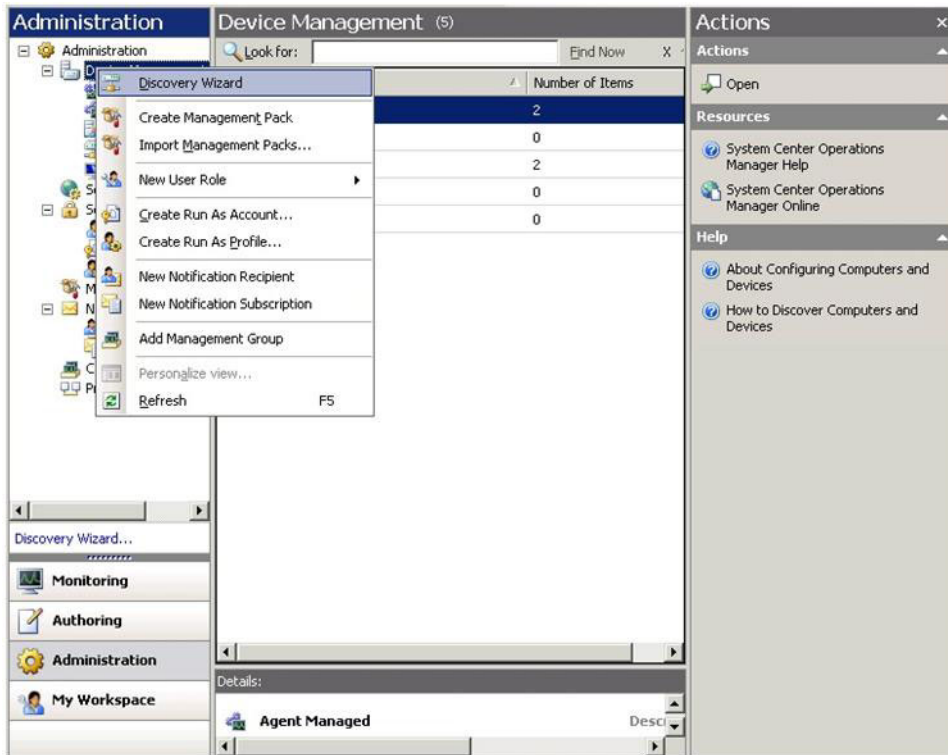 Administration
Administration
Discovery Wizard
Create Management Pack
Import Management Packs...
New User Role
Create Run As Account...
Create Run As Profile...
New Notification Recipient
New Notification Subscription
Add Management Group
Personalize view...
Refresh F5
Discovery Wizard...
Monitoring
Authoring
Administration
My Workspace
Device Management (5)
Look for: Find Now X
Number of Items
2
0
2
0
0
Details:
Agent Managed
Actions x
Actions
Open
Resources
System Center Operations
Manager Help
System Center Operations
Manager Online
Help
About Configuring Computers and
Devices
How to Discover Computers and
Devices